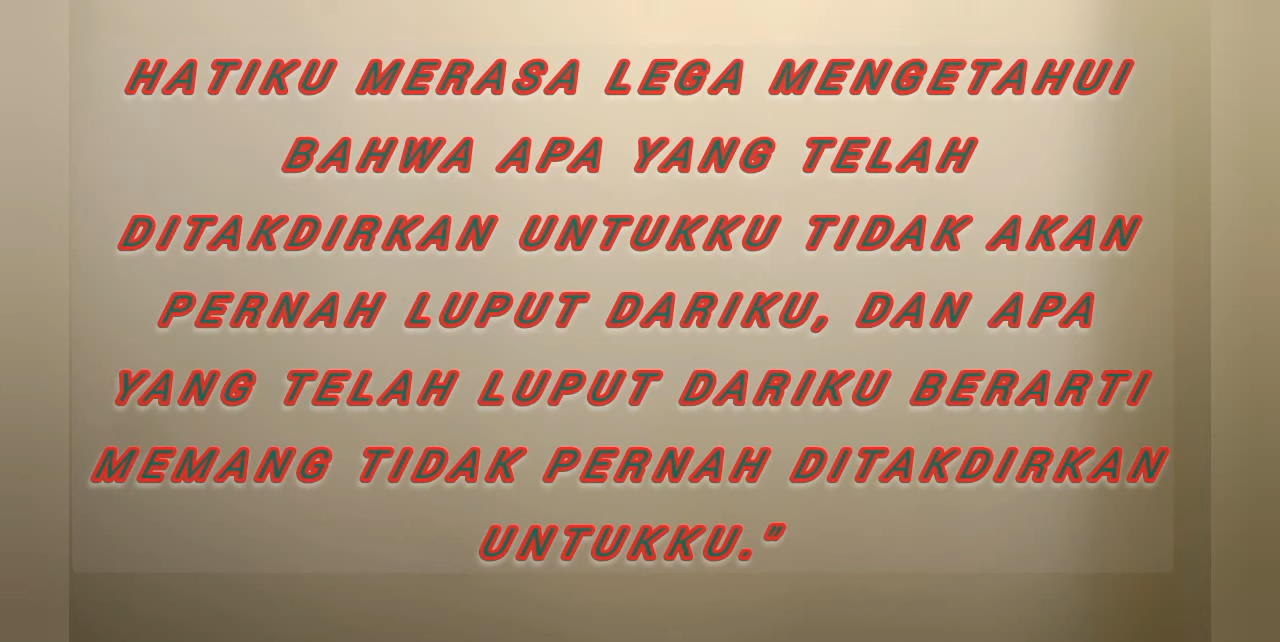 HATIKU MERASA LEGA MENGETAHUI
BAHWA APA YANG TELAH
DITAKDIRKAN UNTUKKU TIDAK AKAN
PERNAH LUPUT DARIKU, DAN APA
YANG TELAH LUPUT DARIKU BERARTI
MEMANG TIDAK PERNAH DITAKDIRKAN
UNTUKKU."